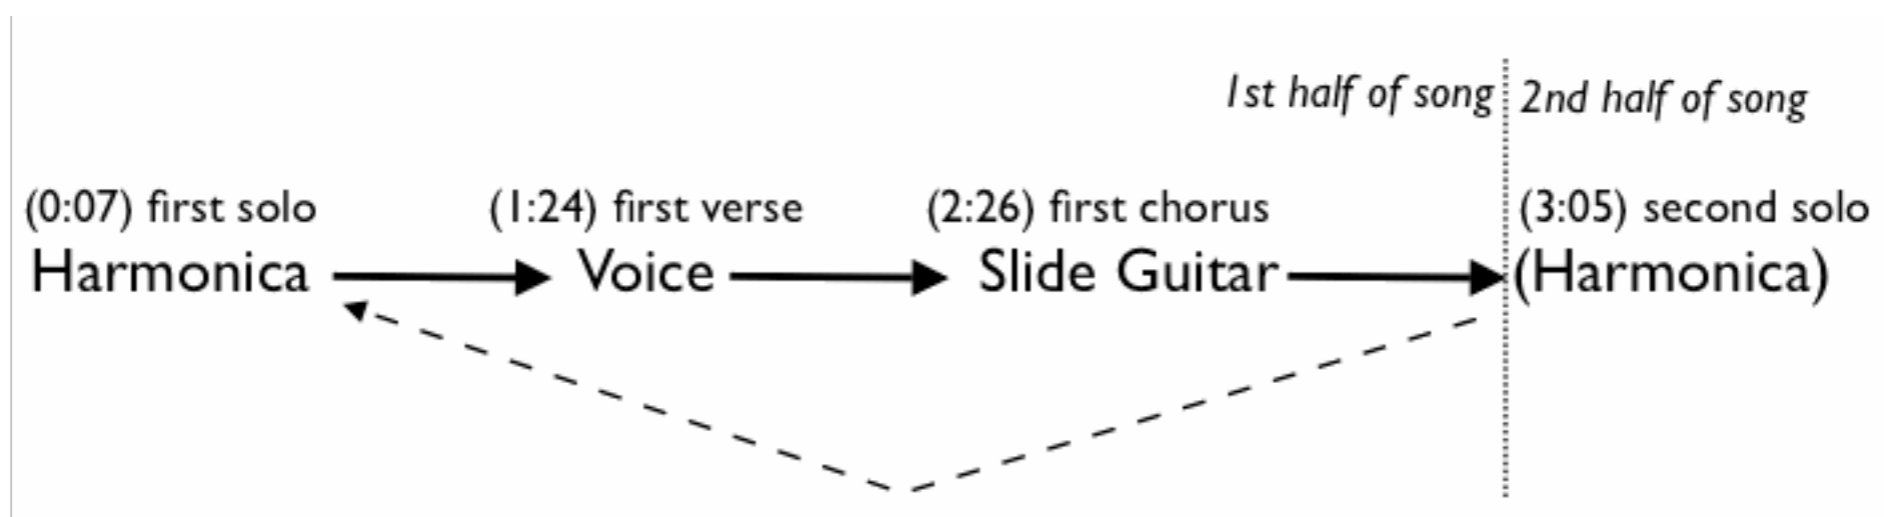 1st half of song
2nd half of song
(0:07) first solo
Harmonica
(1:24) first verse
Voice
(2:26) first chorus
Slide Guitar
(3:05) second solo
(Harmonica)